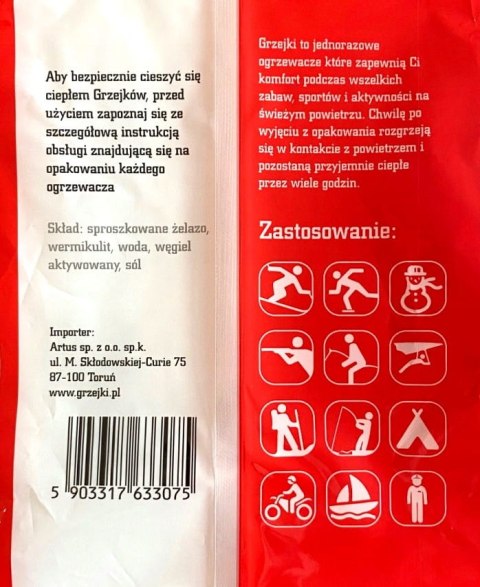 Aby bezpiecznie cieszyć się
ciepłem Grzejków, przed
użyciem zapoznaj się ze
szczegółową instrukcją
obsługi znajdującą się na
opakowaniu każdego
ogrzewacza
Skład: sproszkowane żelazo,
wermikulit, woda, węgiel
aktywowany, sól
Importer:
Artus sp. z o.o. sp.k.
ul. M. Skłodowskiej-Curie 75
87-100 Toruń
www.grzejki.pl
5 903317 633075
Grzejki to jednorazowe
ogrzewacze które zapewnią Ci
komfort podczas wszelkich
zabaw, sportów i aktywności na
świeżym powietrzu. Chwilę po
wyjęciu z opakowania rozgrzeją
się w kontakcie z powietrzem i
pozostaną przyjemnie ciepłe
przez wiele godzin.
Zastosowanie: